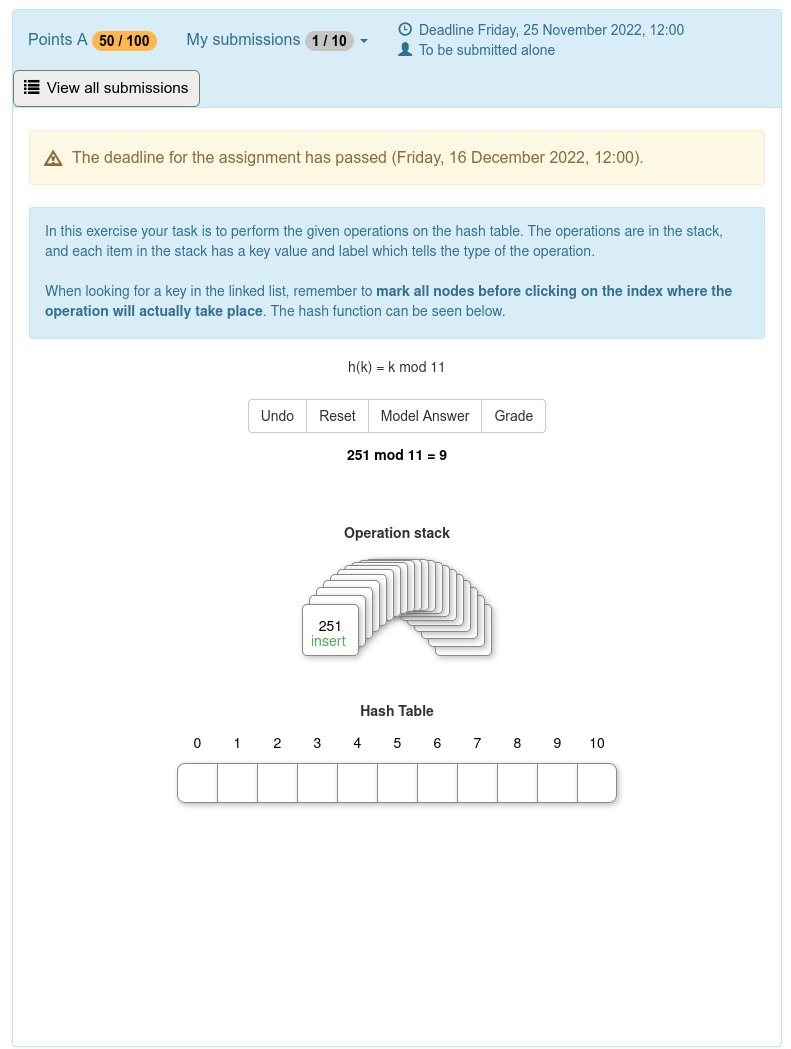 Points A 50 / 100 My submissions 1 / 10
Deadline Friday, 25 November 2022, 12:00
To be submitted alone
View all submissions
The deadline for the assignment has passed (Friday, 16 December 2022, 12:00).
In this exercise your task is to perform the given operations on the hash table. The operations are in the stack,
and each item in the stack has a key value and label which tells the type of the operation.
When looking for a key in the linked list, remember to mark all nodes before clicking on the index where the
operation will actually take place. The hash function can be seen below.
h(k) = k mod 11
Undo Reset Model Answer Grade
251 mod 11 = 9
Operation stack
251
insert
Hash Table
0 1 2 3 4 5 6 7 8 9 10